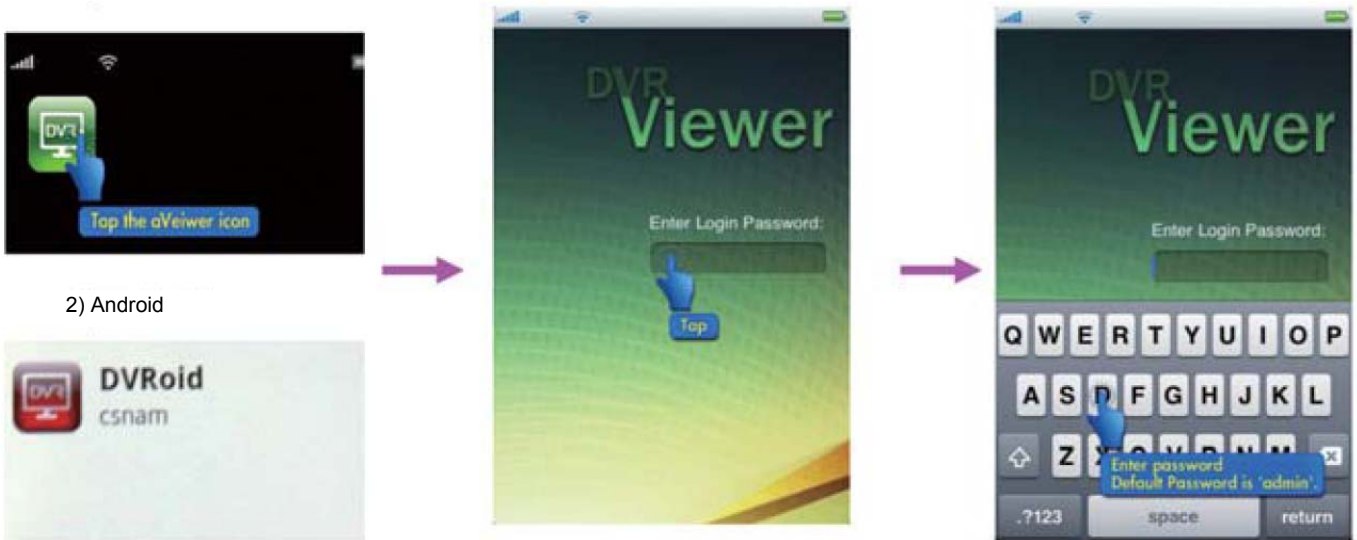 DVR
Tap the aVeiwer icon
2) Android
DVR
DVRoid
csnam
DVR
Viewer
Enter Login Password:
Tap
DVR
Viewer
Enter Login Password:
Q W E R T Y U I O P
A S D F G H J K L
Z
Enter password
Default Password is 'admin'.
.?123
space
return